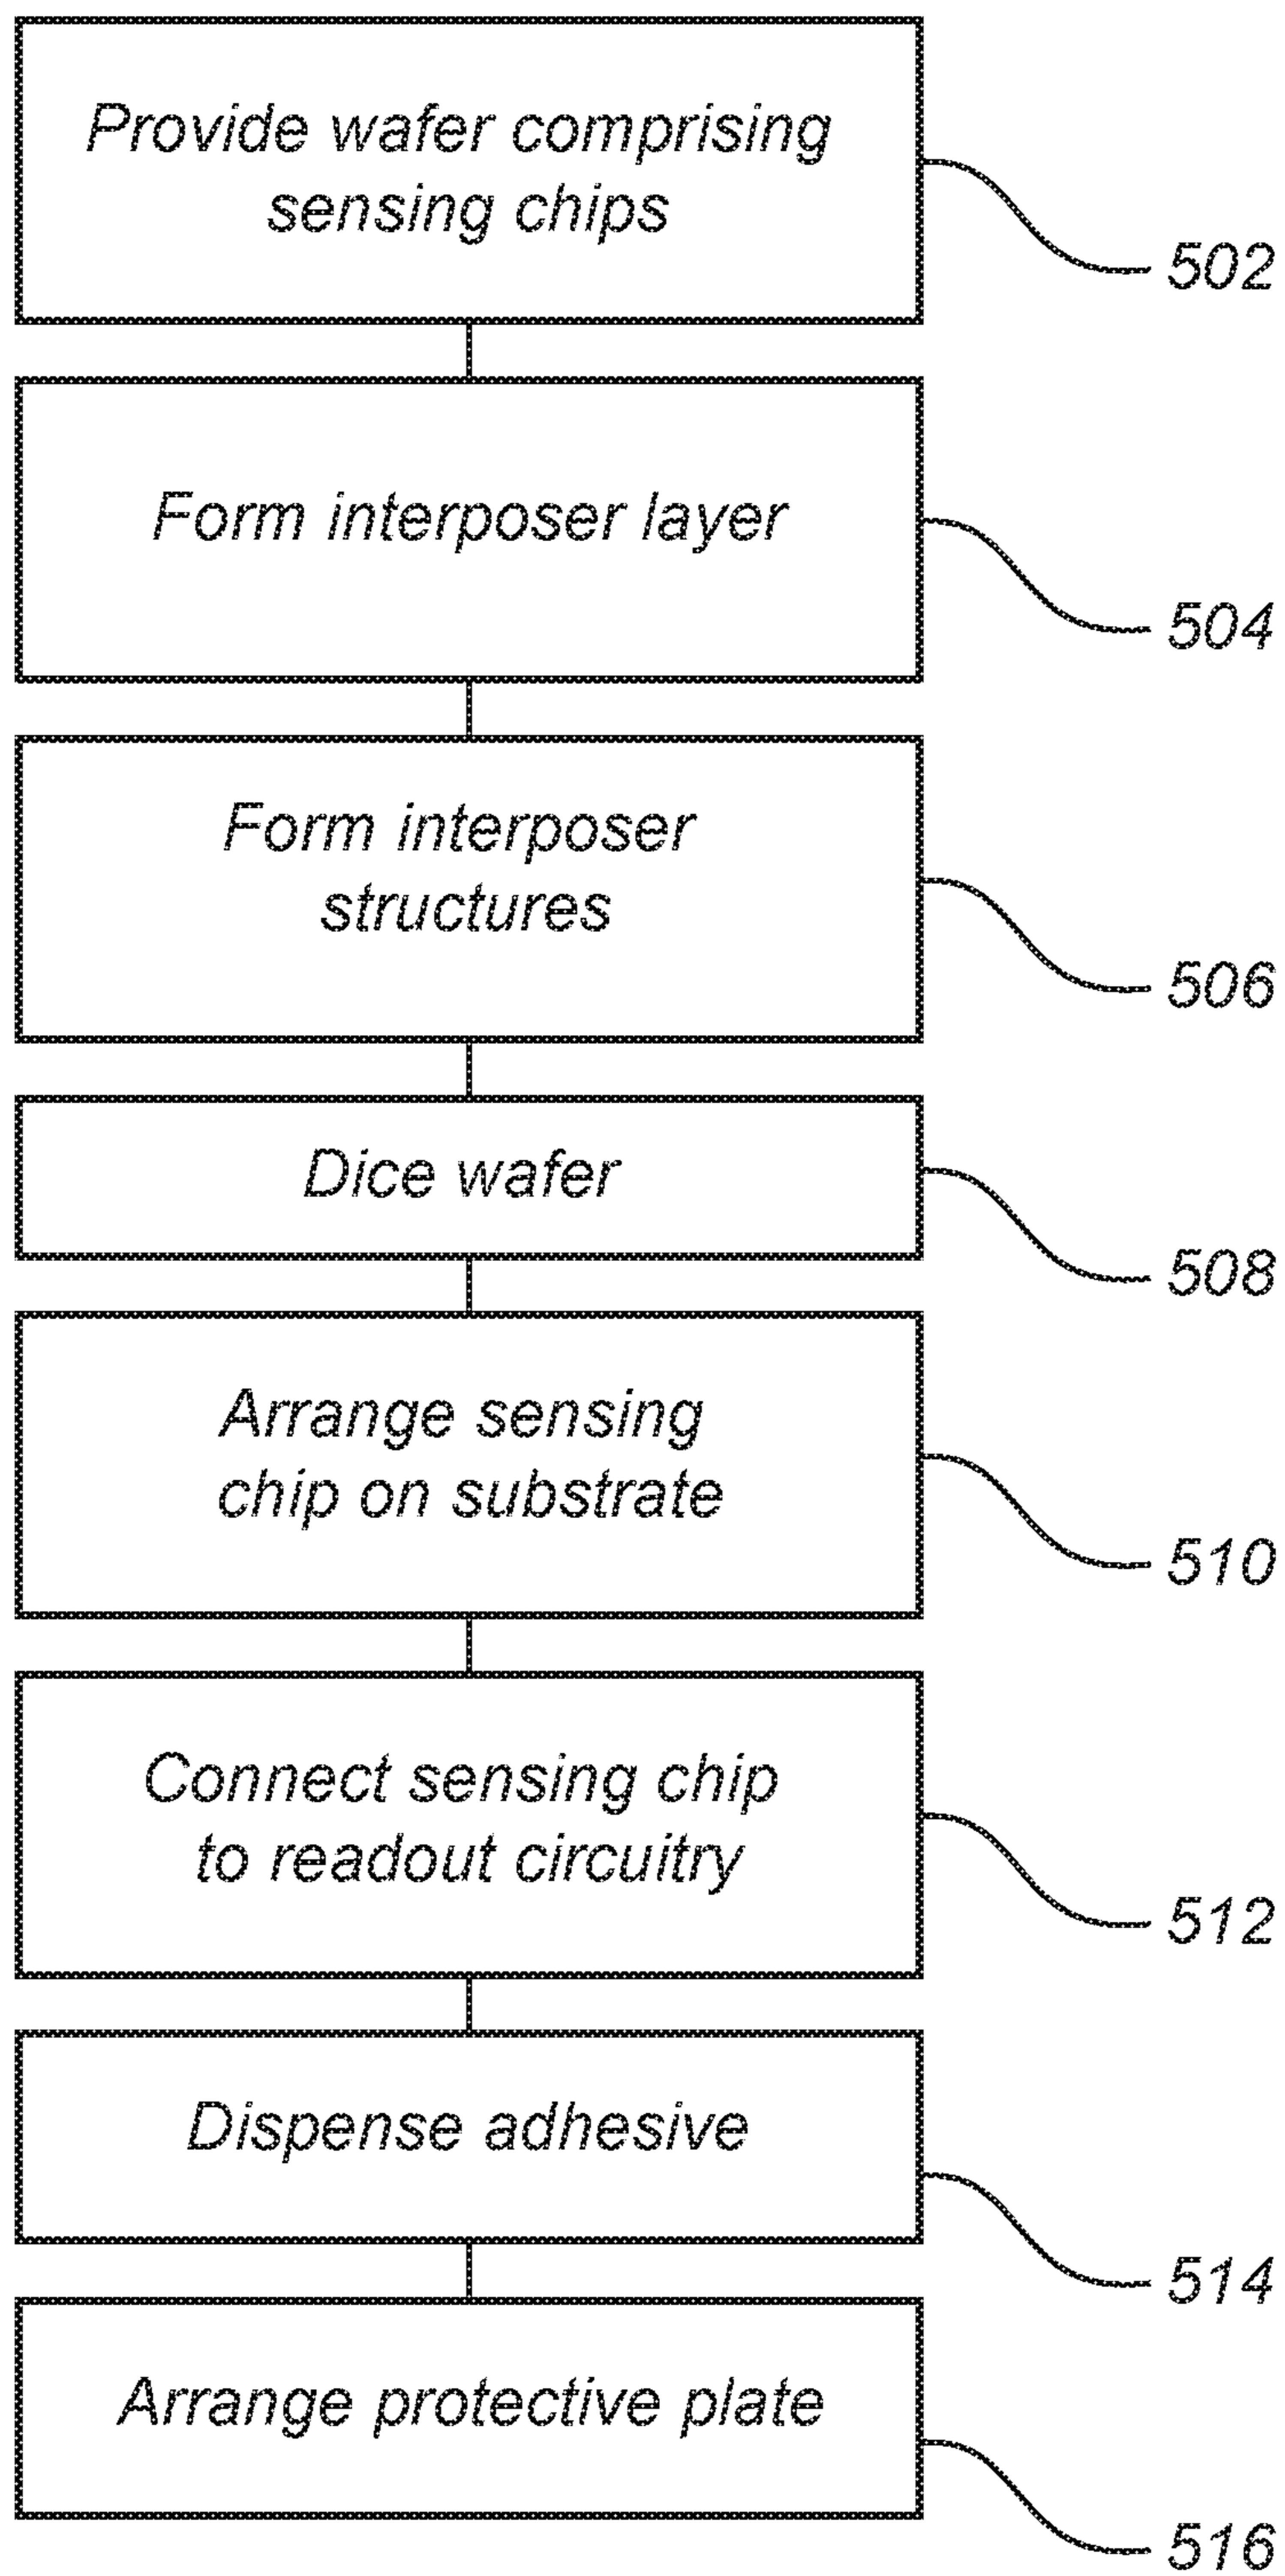 Provide wafer comprising
sensing chips
502
Form interposer layer
504
Form interposer
structures
506
Dice wafer
508
Arrange sensing
chip on substrate
510
Connect sensing chip
to readout circuitry
512
Dispense adhesive
514
Arrange protective plate
516